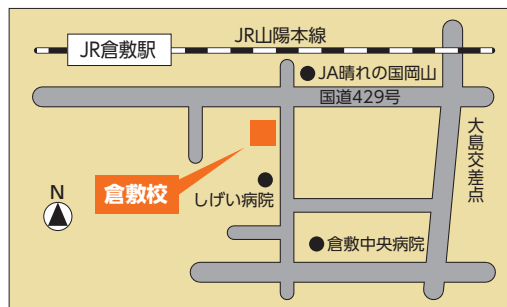 JR山陽本線
JR倉敷駅
JA晴れの国岡山
国道429号
大島交差点
倉敷校
しげい病院
N
倉敷中央病院